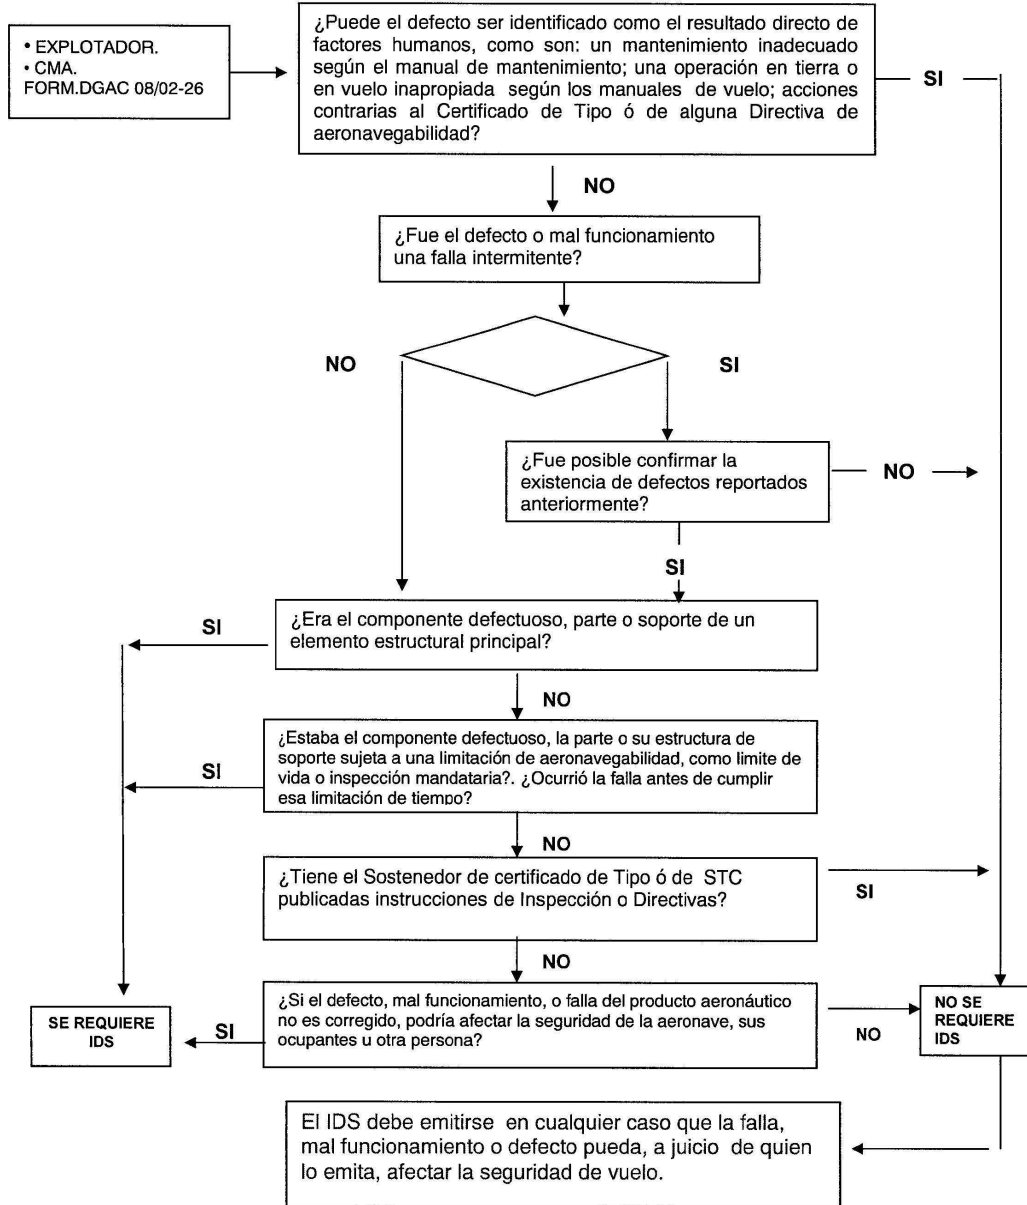 • EXPLOTADOR.
• CMA.
FORM.DGAC 08/02-26
¿Puede el defecto ser identificado como el resultado directo de
factores humanos, como son: un mantenimiento inadecuado
según el manual de mantenimiento; una operación en tierra o
en vuelo inapropiada según los manuales de vuelo; acciones
contrarias al Certificado de Tipo ó de alguna Directiva de
aeronavegabilidad?
SI
NO
¿Fue el defecto o mal funcionamiento
una falla intermitente?
NO
SI
¿Fue posible confirmar la
existencia de defectos reportados
anteriormente?
NO
SI
¿Era el componente defectuoso, parte o soporte de un
elemento estructural principal?
SI
NO
¿Estaba el componente defectuoso, la parte o su estructura de
soporte sujeta a una limitación de aeronavegabilidad, como limite de
vida o inspección mandataria?. ¿Ocurrió la falla antes de cumplir
esa limitación de tiempo?
SI
NO
¿Tiene el Sostenedor de certificado de Tipo ó de STC
publicadas instrucciones de Inspección o Directivas?
SI
NO
¿Si el defecto, mal funcionamiento, o falla del producto aeronáutico
no es corregido, podría afectar la seguridad de la aeronave, sus
ocupantes u otra persona?
SI
NO
SE REQUIERE
IDS
NO SE
REQUIERE
IDS
El IDS debe emitirse en cualquier caso que la falla,
mal funcionamiento o defecto pueda, a juicio de quien
lo emita, afectar la seguridad de vuelo.